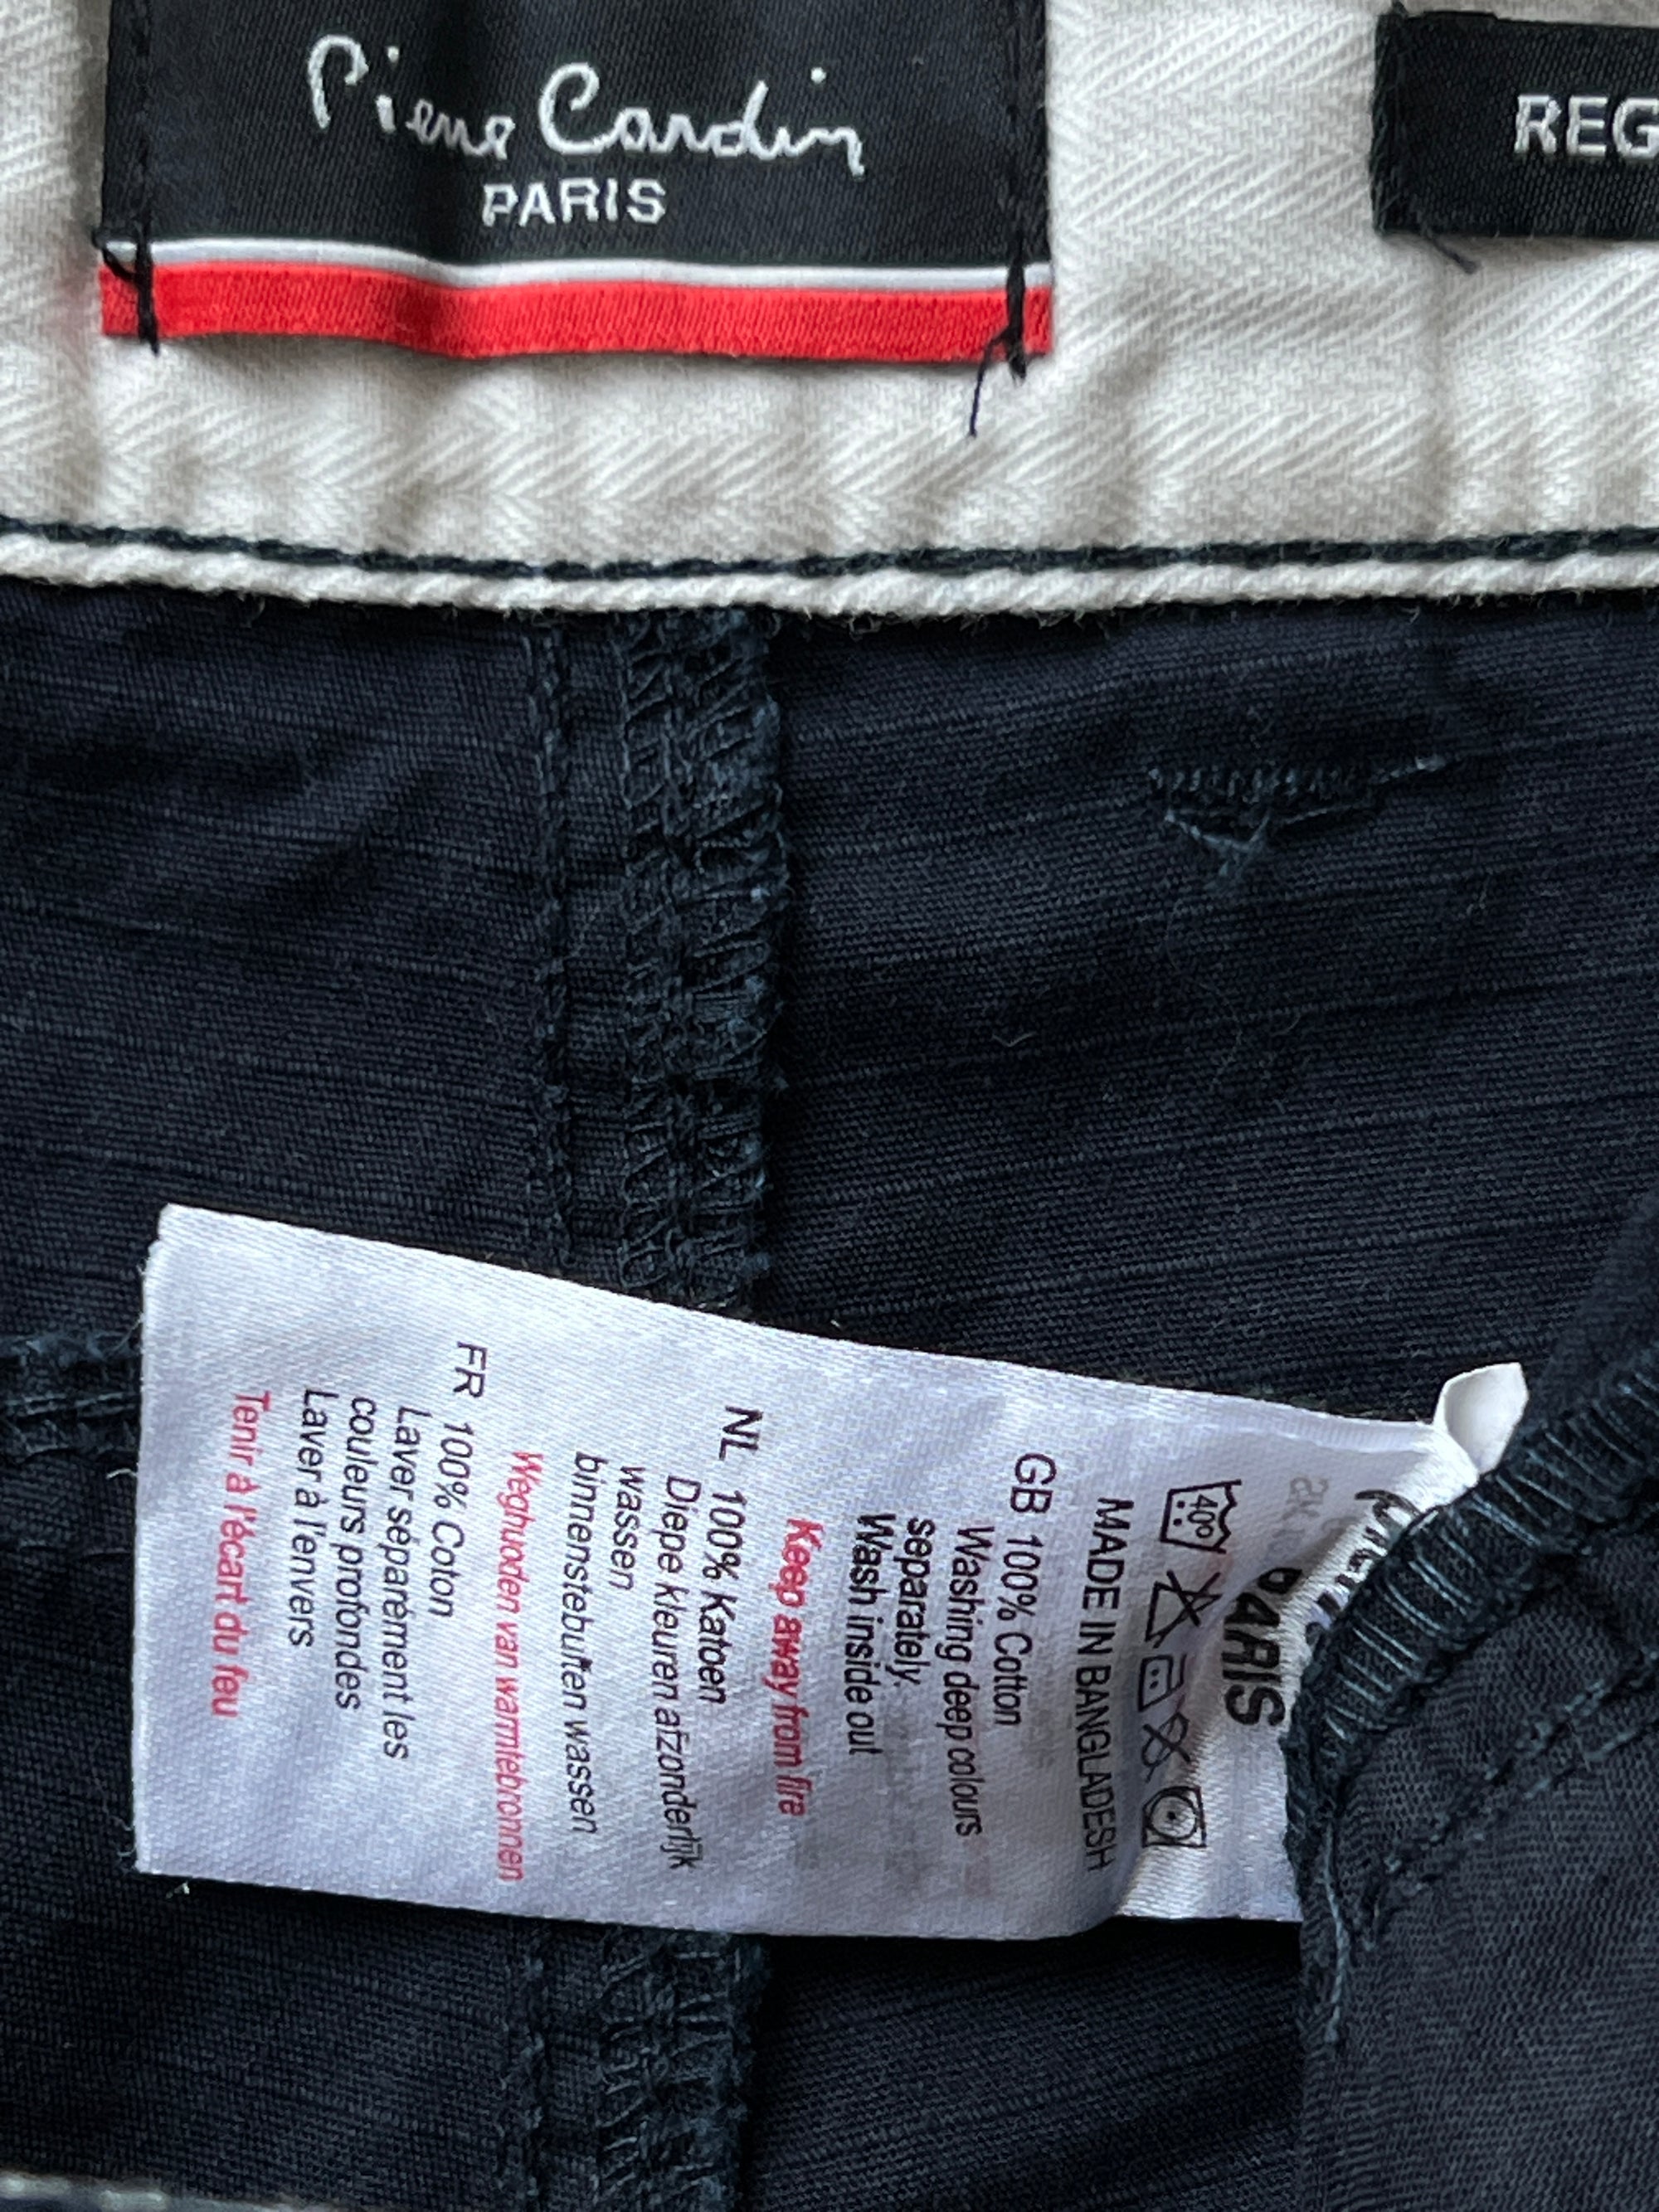 Pierre Cardin
PARIS
REG
PARIS
40°
MADE IN BANGLADESH
GB 100% Cotton
Washing deep colours
separately,
Wash inside out
Keep away from fire
NL 100% Katoen
Diepe kleuren afzonderlijk
wassen
binnenstebuiten wassen
Weghuoden van warmtebronnen
FR 100% Coton
Laver séparément les
couleurs profondes
Laver à l'envers
Tenir à l'écart du feu